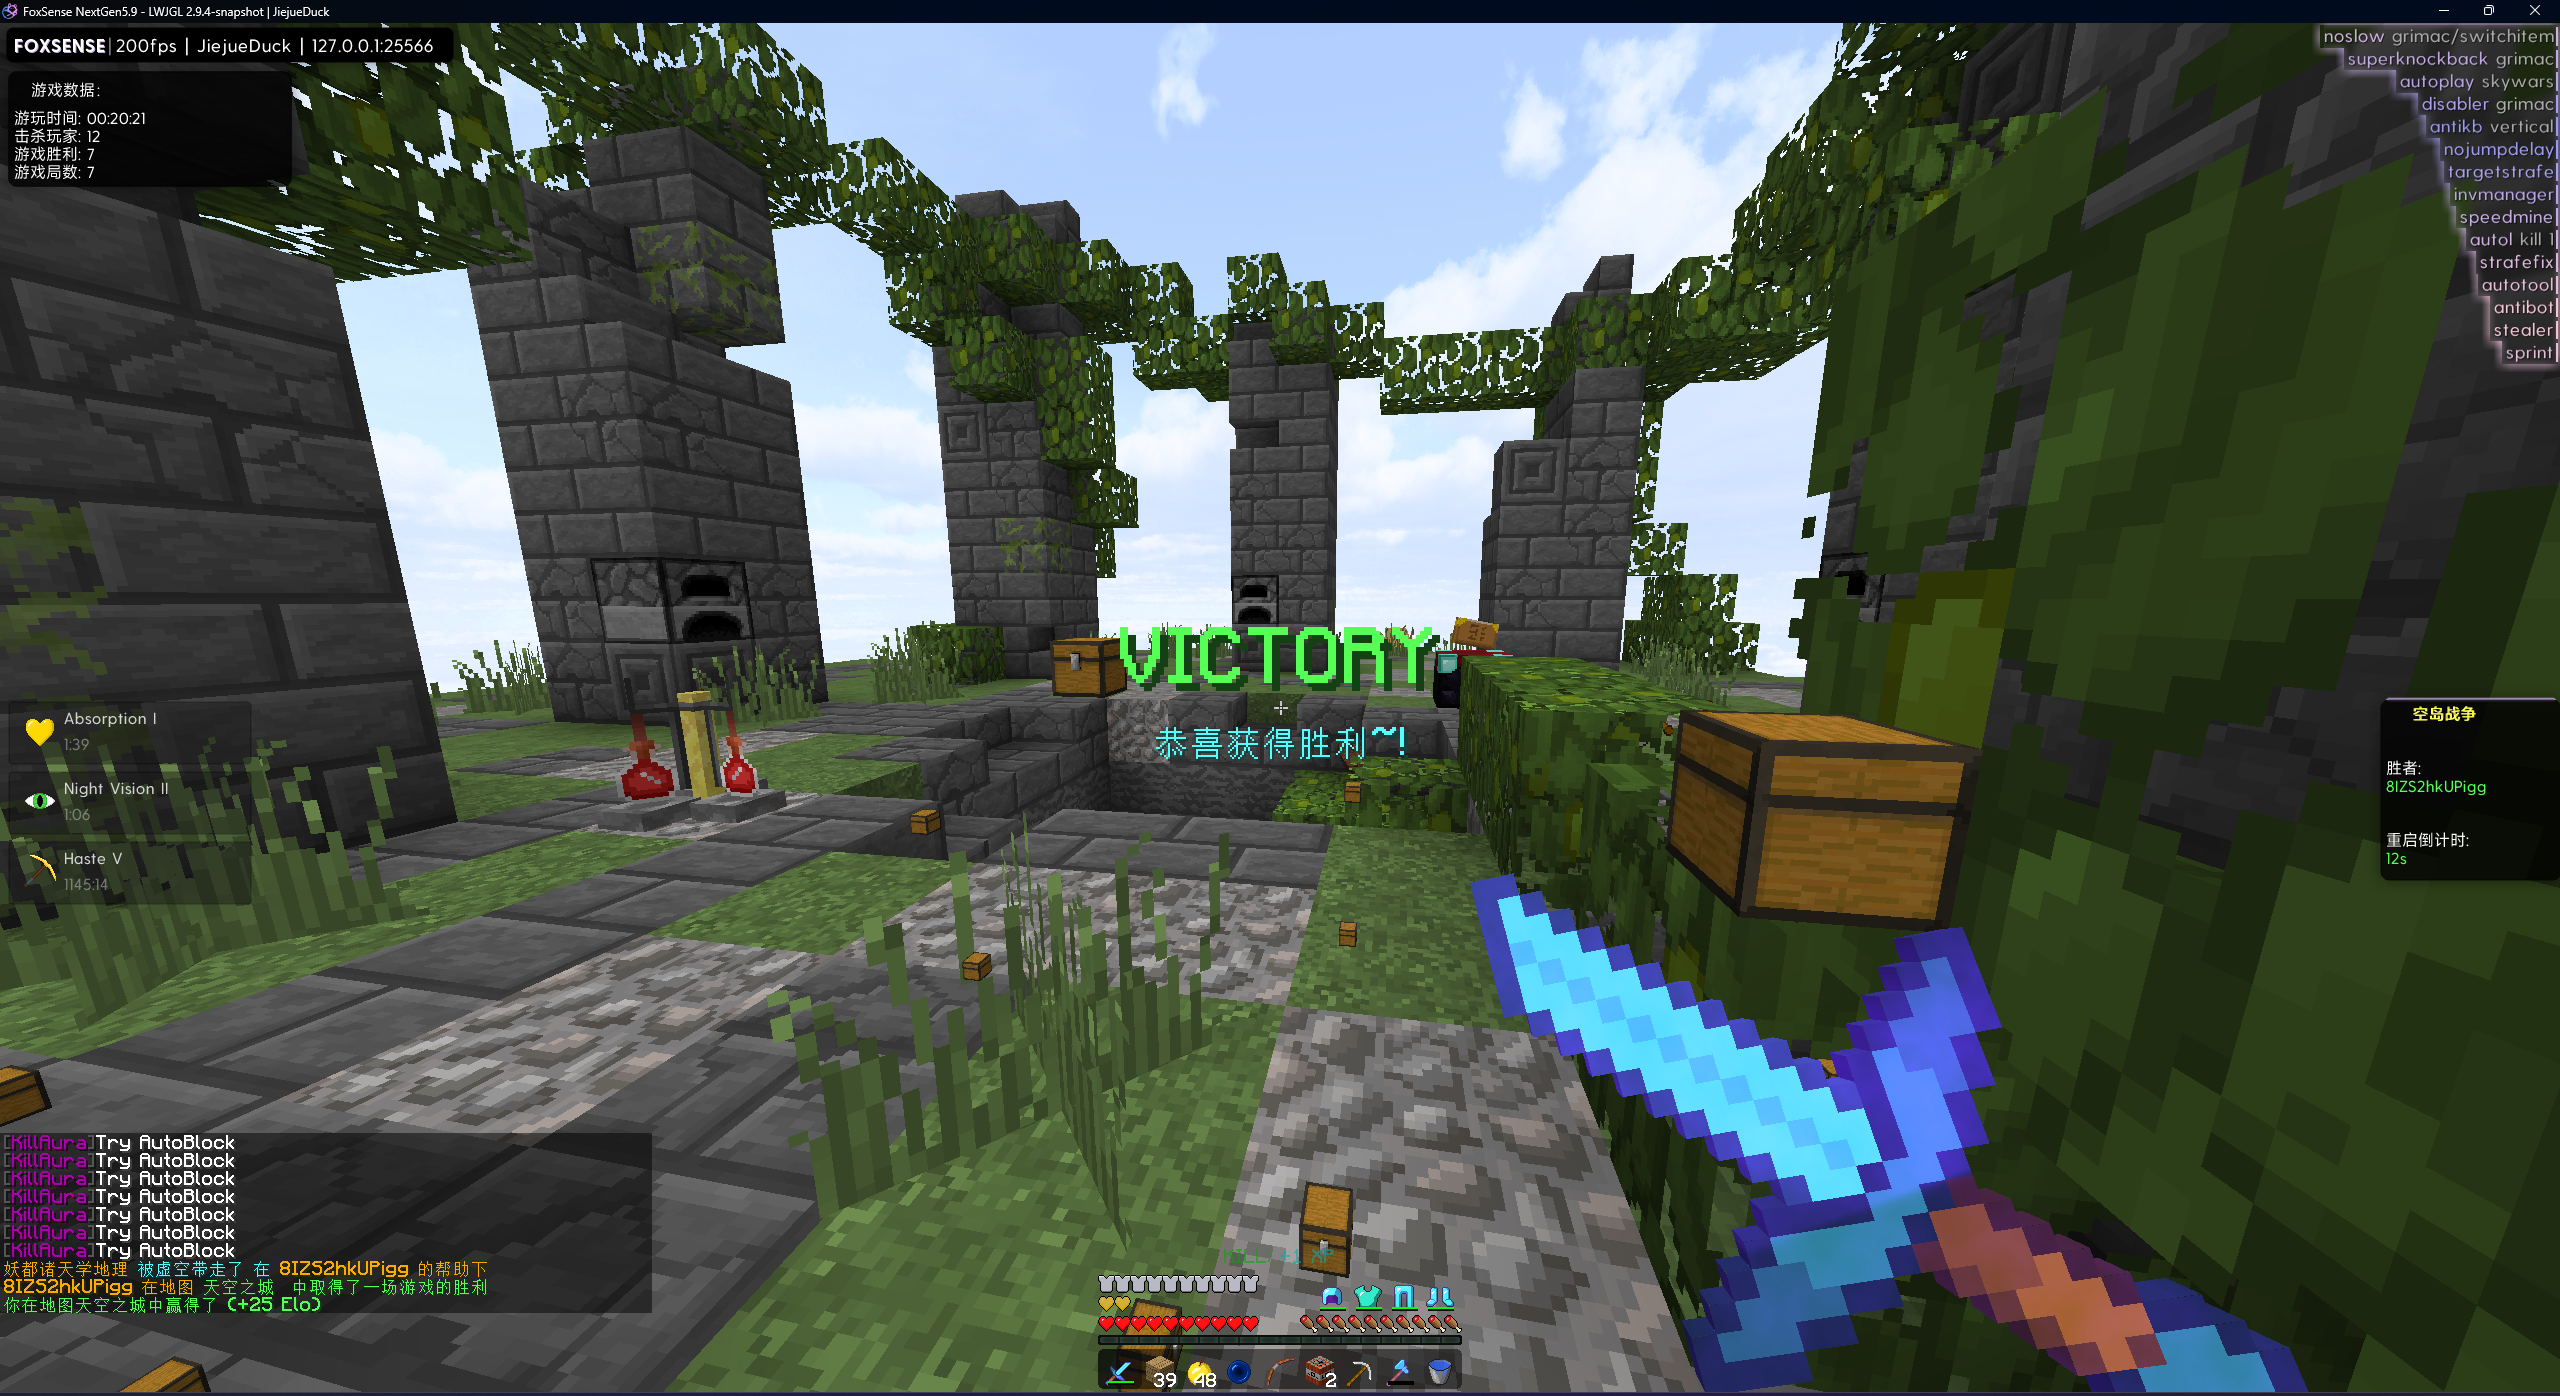 FoxSense NextGen5.9 - LWJGL 2.9.4-snapshot | JiejueDuck
FOXSENSE | 200fps | JiejueDuck | 127.0.0.1:25566
游戏数据:
游玩时间: 00:20:21
击杀玩家: 12
游戏胜利: 7
游戏局数: 7
noslow grimac/switchitem
superknockback grimac
autoplay skywars
disabler grimac
antikb vertical
nojumpdelay
targetstrafe
invmanager
speedmine
autol kill 1
strafefix
autotool
antibot
stealer
sprint
VICTORY
恭喜获得胜利~!
Absorption I
1:39
Night Vision II
1:06
Haste V
1145:14
空岛战争
胜者:
8IZS2hkUPigg
重启倒计时:
12s
[KillAura]Try AutoBlock
[KillAura]Try AutoBlock
[KillAura]Try AutoBlock
[KillAura]Try AutoBlock
[KillAura]Try AutoBlock
[KillAura]Try AutoBlock
[KillAura]Try AutoBlock
妖都诸天学地理 被虚空带走了 在 8IZS2hkUPigg 的帮助下
8IZS2hkUPigg 在地图 天空之城 中取得了一场游戏的胜利
你在地图天空之城中赢得了 (+25 Elo)
KILL! +1 XP
39 48 2